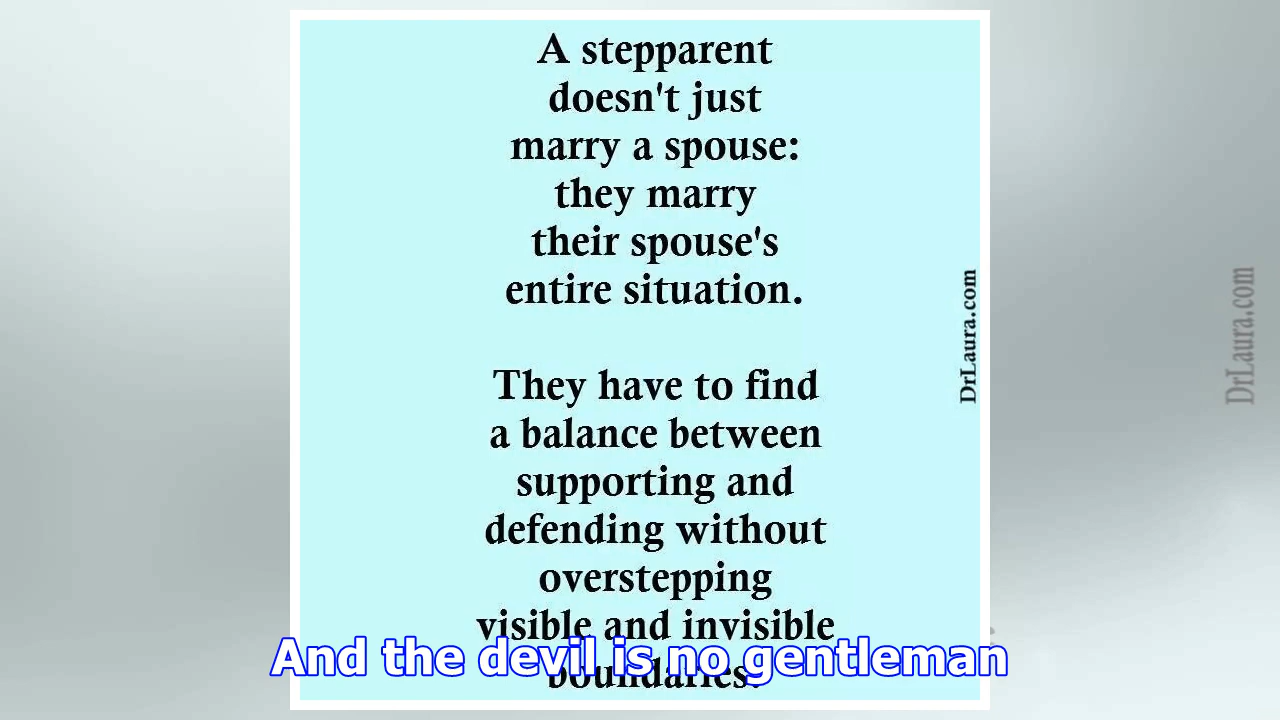 A stepparent
doesn't just
marry a spouse:
they marry
their spouse's
entire situation.
They have to find
a balance between
supporting and
defending without
overstepping
visible and invisible
boundaries.
And the devil is no gentleman
DrLaura.com
DrLaura.com